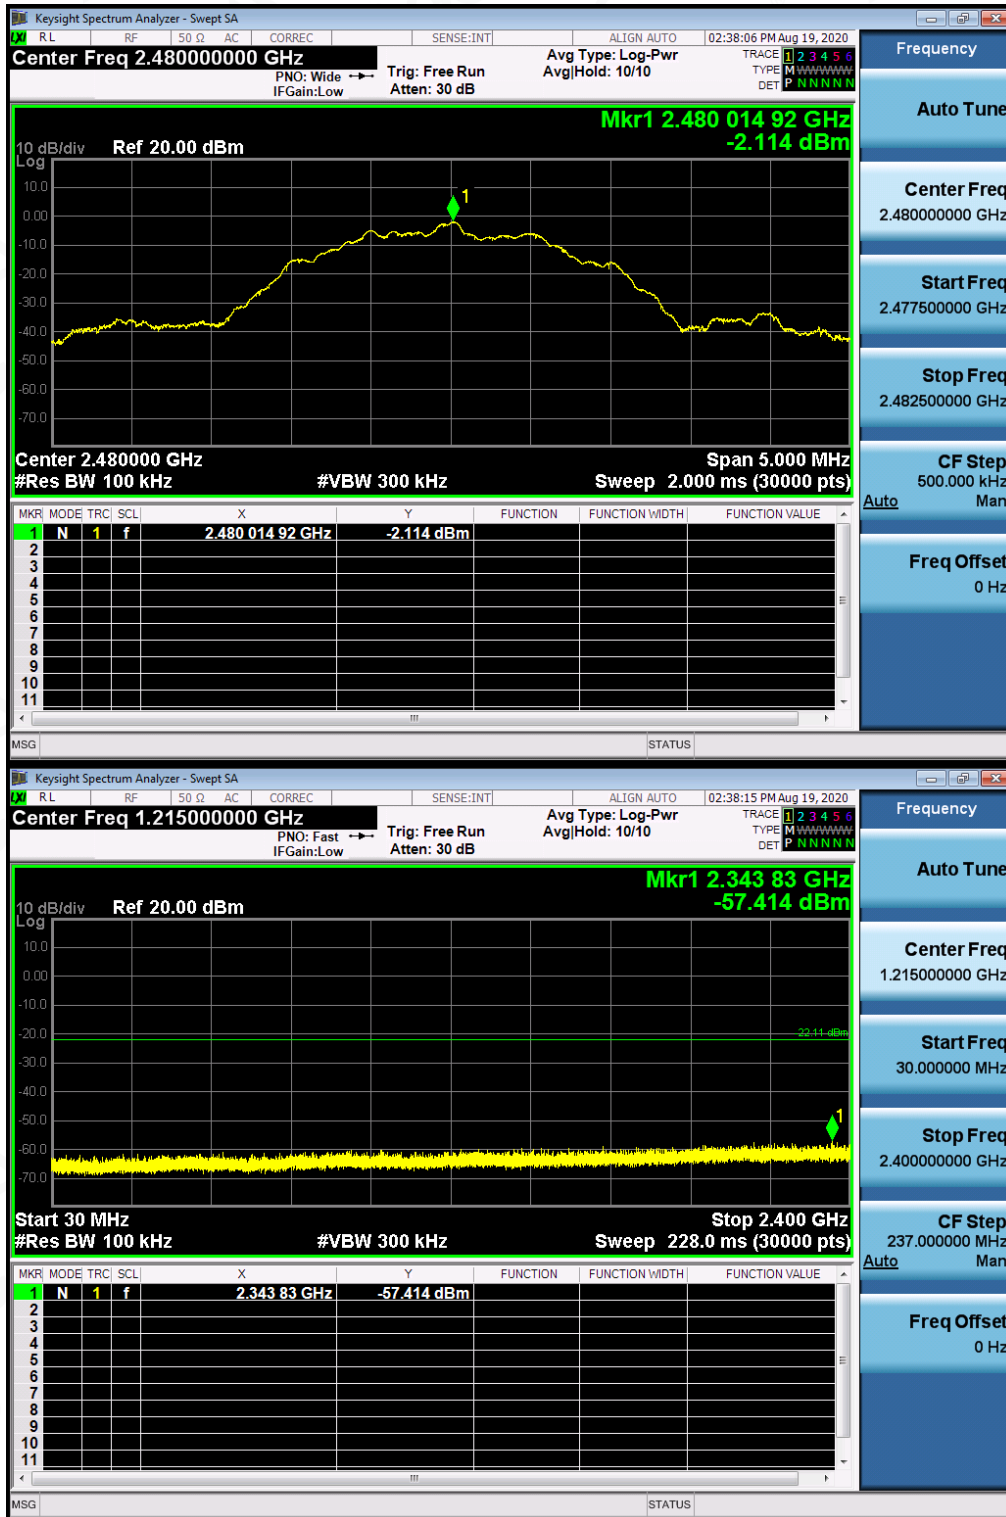 Keysight Spectrum Analyzer - Swept SA
LXI RL RF 50 Ω AC CORREC SENSE:INT ALIGN AUTO 02:38:06 PM Aug 19, 2020
Center Freq 2.480000000 GHz
PNO: Wide
IFGain:Low
Trig: Free Run
Atten: 30 dB
Avg Type: Log-Pwr
Avg|Hold: 10/10
TRACE 1 2 3 4 5 6
TYPE M W W W W W
DET P N N N N N
Mkr1 2.480 014 92 GHz
-2.114 dBm
10 dB/div Ref 20.00 dBm
Log
10.0
0.00
-10.0
-20.0
-30.0
-40.0
-50.0
-60.0
-70.0
1
Center 2.480000 GHz Span 5.000 MHz
#Res BW 100 kHz #VBW 300 kHz Sweep 2.000 ms (30000 pts)
MKR MODE TRC SCL X Y FUNCTION FUNCTION WIDTH FUNCTION VALUE
1 N 1 f 2.480 014 92 GHz -2.114 dBm
2
3
4
5
6
7
8
9
10
11
MSG STATUS
Frequency
Auto Tune
Center Freq
2.480000000 GHz
Start Freq
2.477500000 GHz
Stop Freq
2.482500000 GHz
CF Step
500.000 kHz
Auto Man
Freq Offset
0 Hz
Keysight Spectrum Analyzer - Swept SA
LXI RL RF 50 Ω AC CORREC SENSE:INT ALIGN AUTO 02:38:15 PM Aug 19, 2020
Center Freq 1.215000000 GHz
PNO: Fast
IFGain:Low
Trig: Free Run
Atten: 30 dB
Avg Type: Log-Pwr
Avg|Hold: 10/10
TRACE 1 2 3 4 5 6
TYPE M W W W W W
DET P N N N N N
Mkr1 2.343 83 GHz
-57.414 dBm
10 dB/div Ref 20.00 dBm
Log
10.0
0.00
-10.0
-20.0
-30.0
-40.0
-50.0
-60.0
-70.0
-22.11 dBm
1
Start 30 MHz Stop 2.400 GHz
#Res BW 100 kHz #VBW 300 kHz Sweep 228.0 ms (30000 pts)
MKR MODE TRC SCL X Y FUNCTION FUNCTION WIDTH FUNCTION VALUE
1 N 1 f 2.343 83 GHz -57.414 dBm
2
3
4
5
6
7
8
9
10
11
MSG STATUS
Frequency
Auto Tune
Center Freq
1.215000000 GHz
Start Freq
30.000000 MHz
Stop Freq
2.400000000 GHz
CF Step
237.000000 MHz
Auto Man
Freq Offset
0 Hz